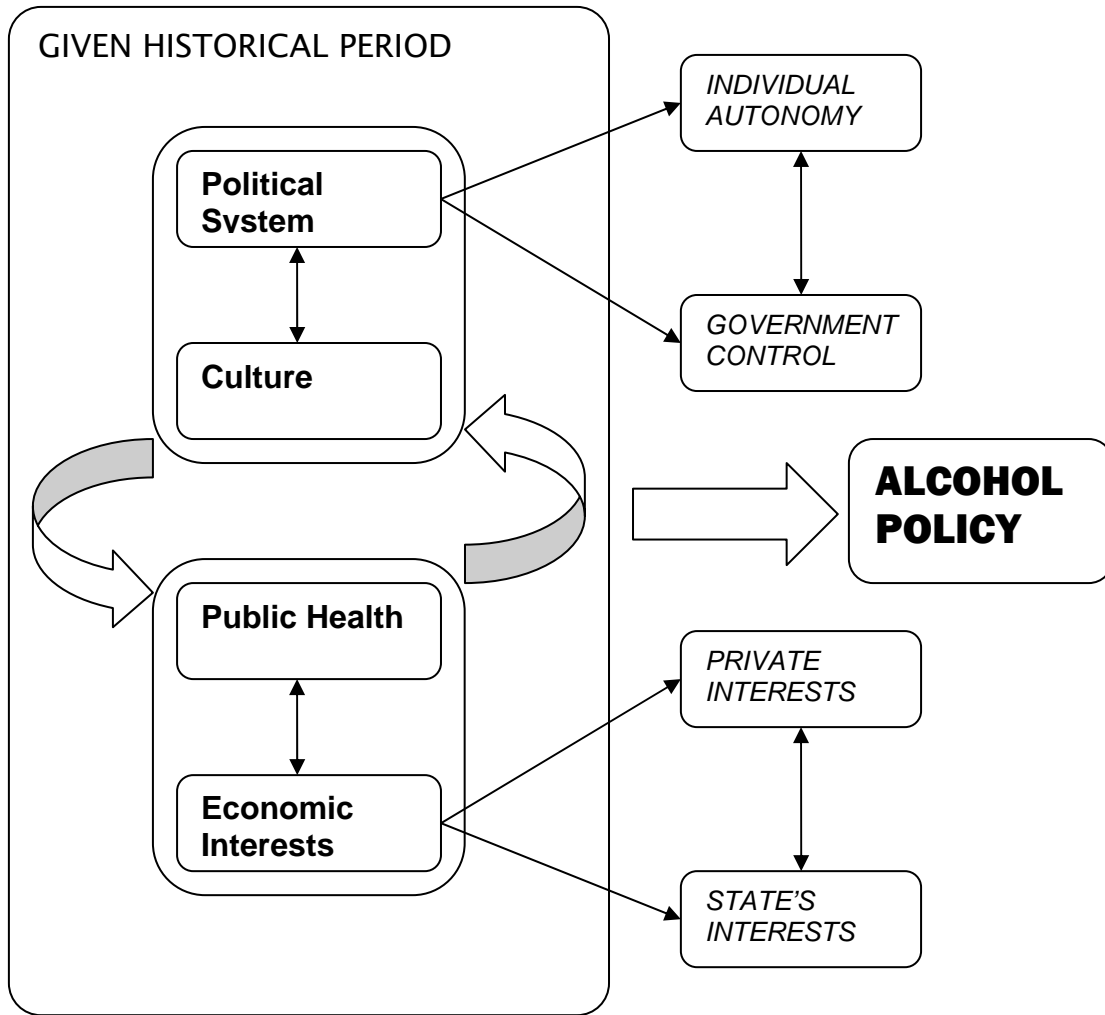 GIVEN HISTORICAL PERIOD
INDIVIDUAL
AUTONOMY
Political
System
GOVERNMENT
CONTROL
Culture
ALCOHOL
POLICY
Public Health
PRIVATE
INTERESTS
Economic
Interests
STATE'S
INTERESTS